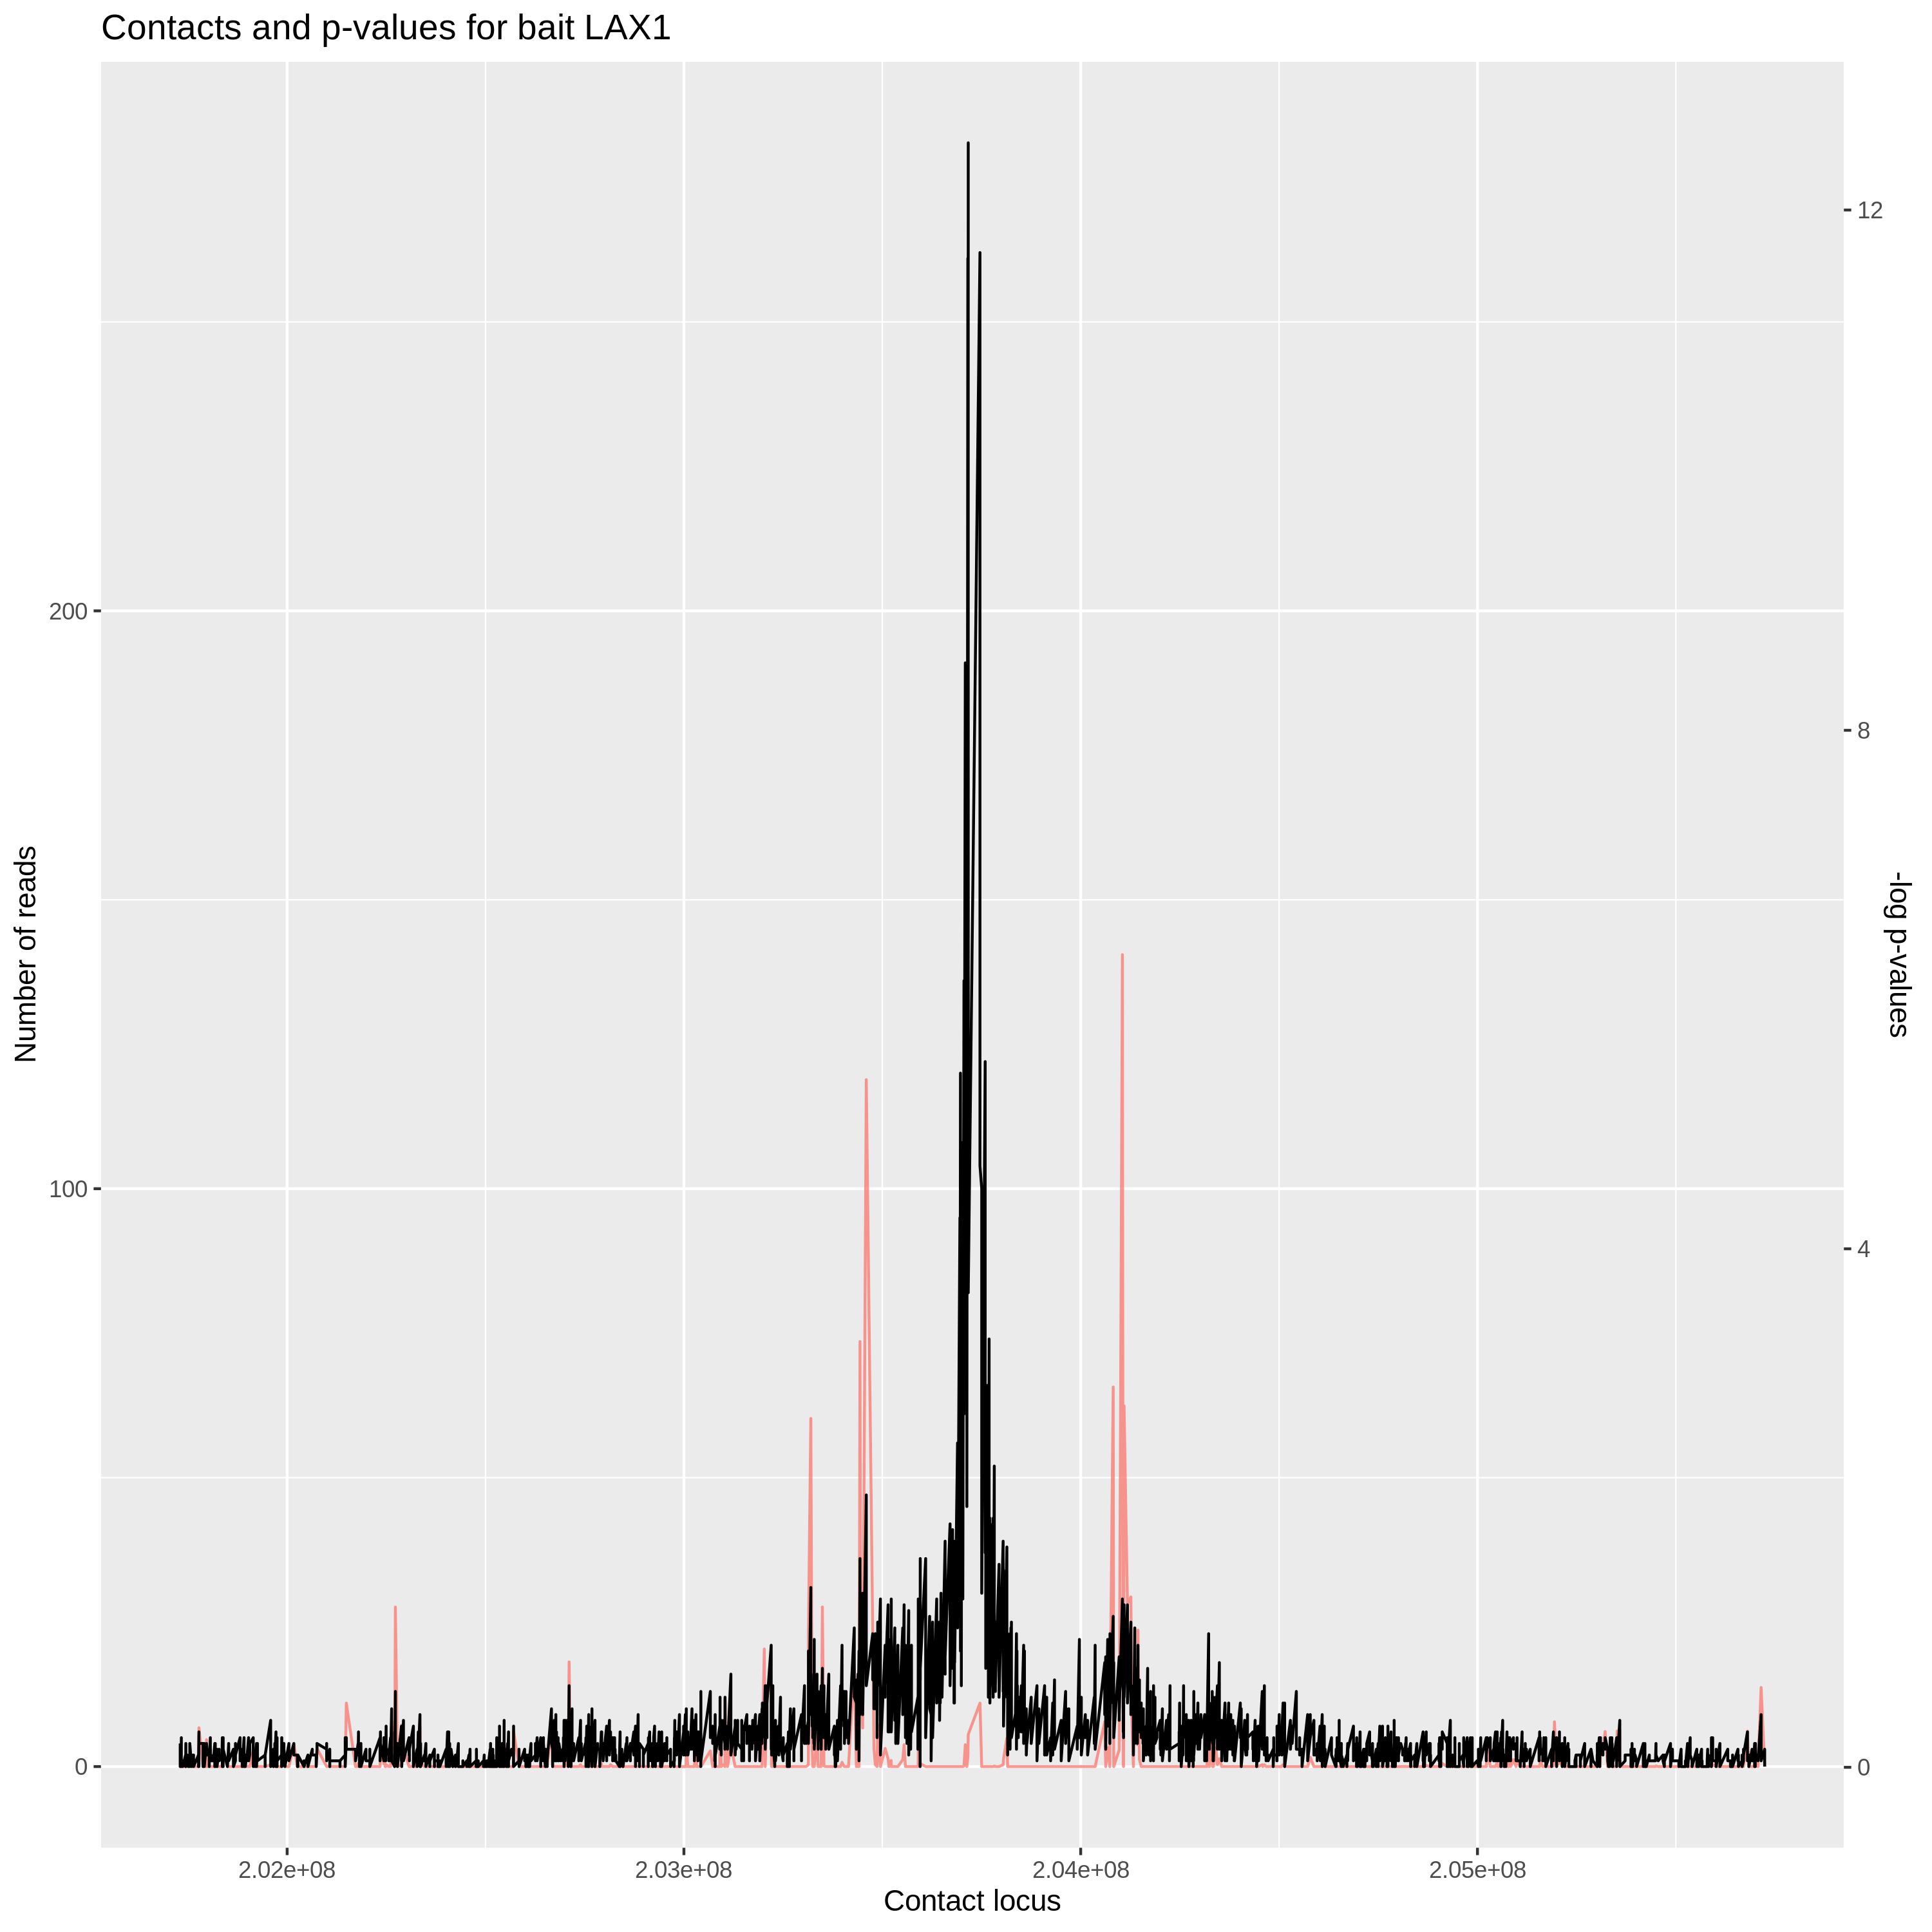 Contacts and p-values for bait LAX1
Number of reads
200
100
0
12
8
4
0
-log p-values
2.02e+08 2.03e+08 2.04e+08 2.05e+08
Contact locus